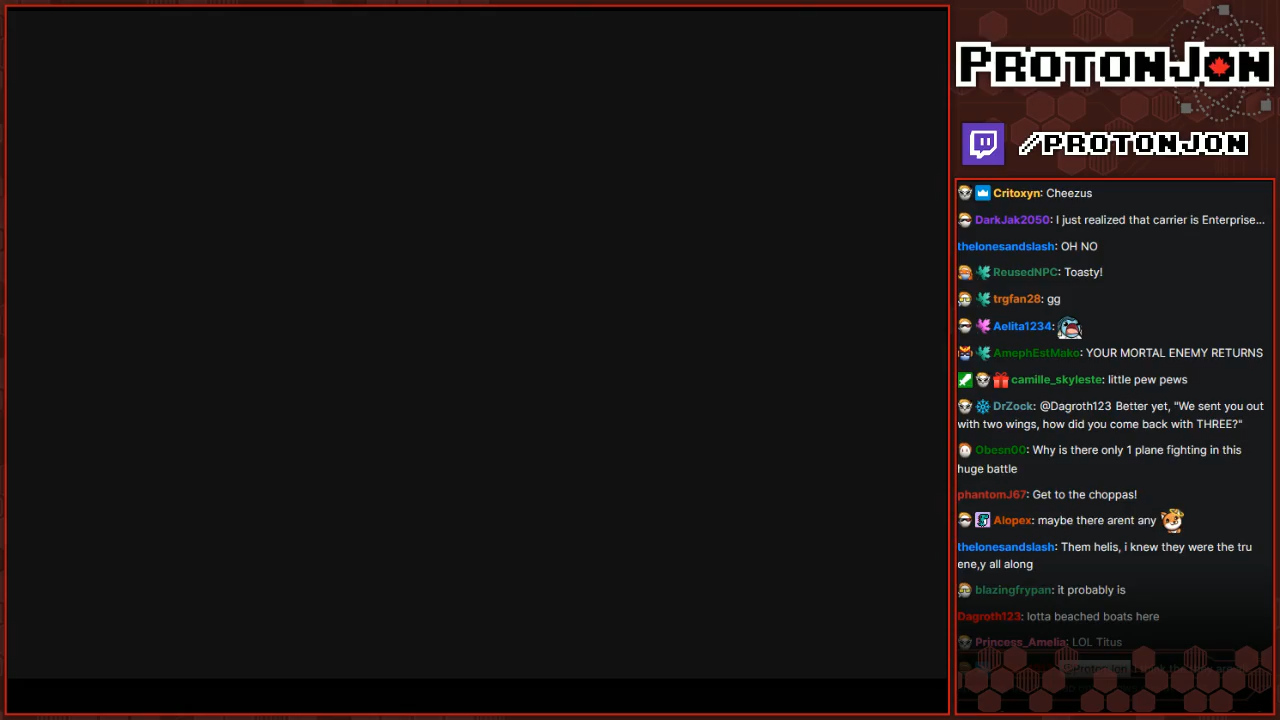 PROTONJON
/PROTONJON
Critoxyn: Cheezus
DarkJak2050: I just realized that carrier is Enterprise...
thelonesandslash: OH NO
ReusedNPC: Toasty!
trgfan28: gg
Aelita1234:
AmephEstMako: YOUR MORTAL ENEMY RETURNS
camille_skyleste: little pew pews
DrZock: @Dagroth123 Better yet, "We sent you out
with two wings, how did you come back with THREE?"
Obesn00: Why is there only 1 plane fighting in this
huge battle
phantomJ67: Get to the choppas!
Alopex: maybe there arent any
thelonesandslash: Them helis, i knew they were the tru
ene,y all along
blazingfrypan: it probably is
Dagroth123: lotta beached boats here
Princess_Amelia: LOL Titus